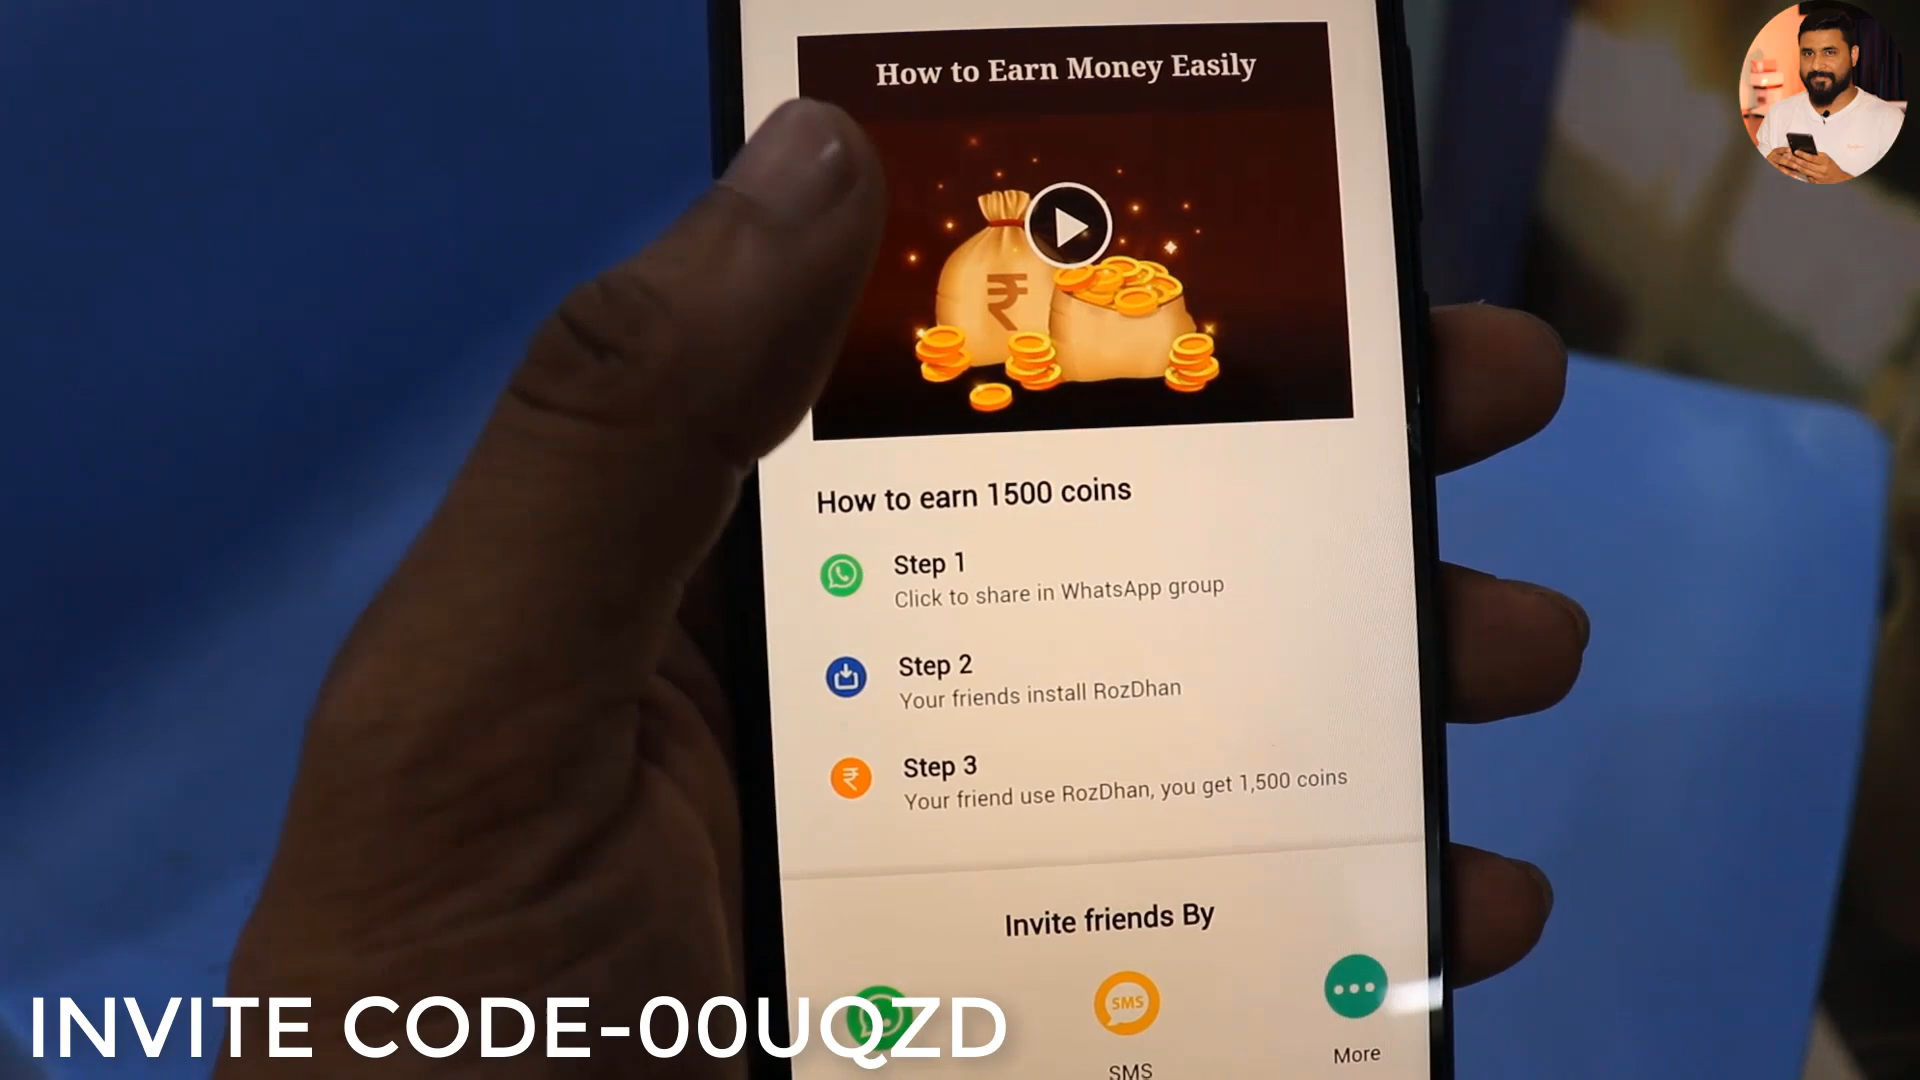 How to Earn Money Easily
₹
How to earn 1500 coins
Step 1
Click to share in WhatsApp group
Step 2
Your friends install RozDhan
₹
Step 3
Your friend use RozDhan, you get 1,500 coins
Invite friends By
SMS
SMS
More
INVITE CODE-00UQZD